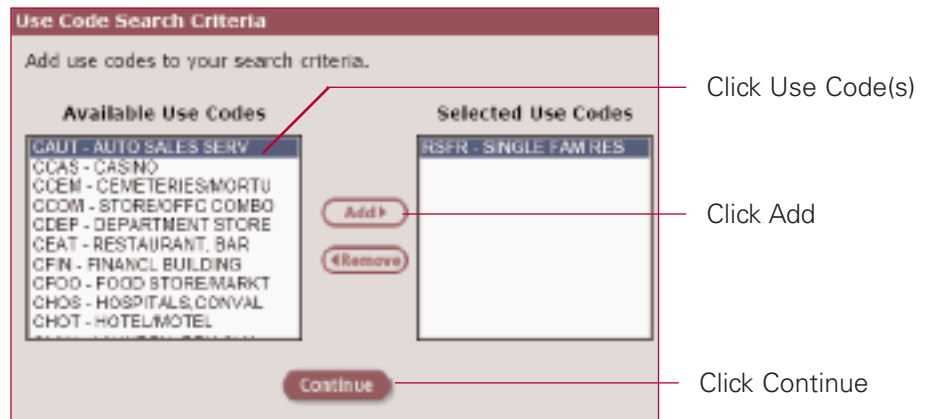 Use Code Search Criteria
Add use codes to your search criteria.
Available Use Codes
Selected Use Codes
CAUT - AUTO SALES SERV
CCAS - CASINO
CCEM - CEMETERIES/MORTU
CCOM - STORE/OFFC COMBO
CDEP - DEPARTMENT STORE
CEAT - RESTAURANT, BAR
CFIN - FINANCL BUILDING
CFOO - FOOD STORE/MARKT
CHOS - HOSPITALS,CONVAL
CHOT - HOTEL/MOTEL
RSFR - SINGLE FAM RES
Add
Remove
Continue
Click Use Code(s)
Click Add
Click Continue